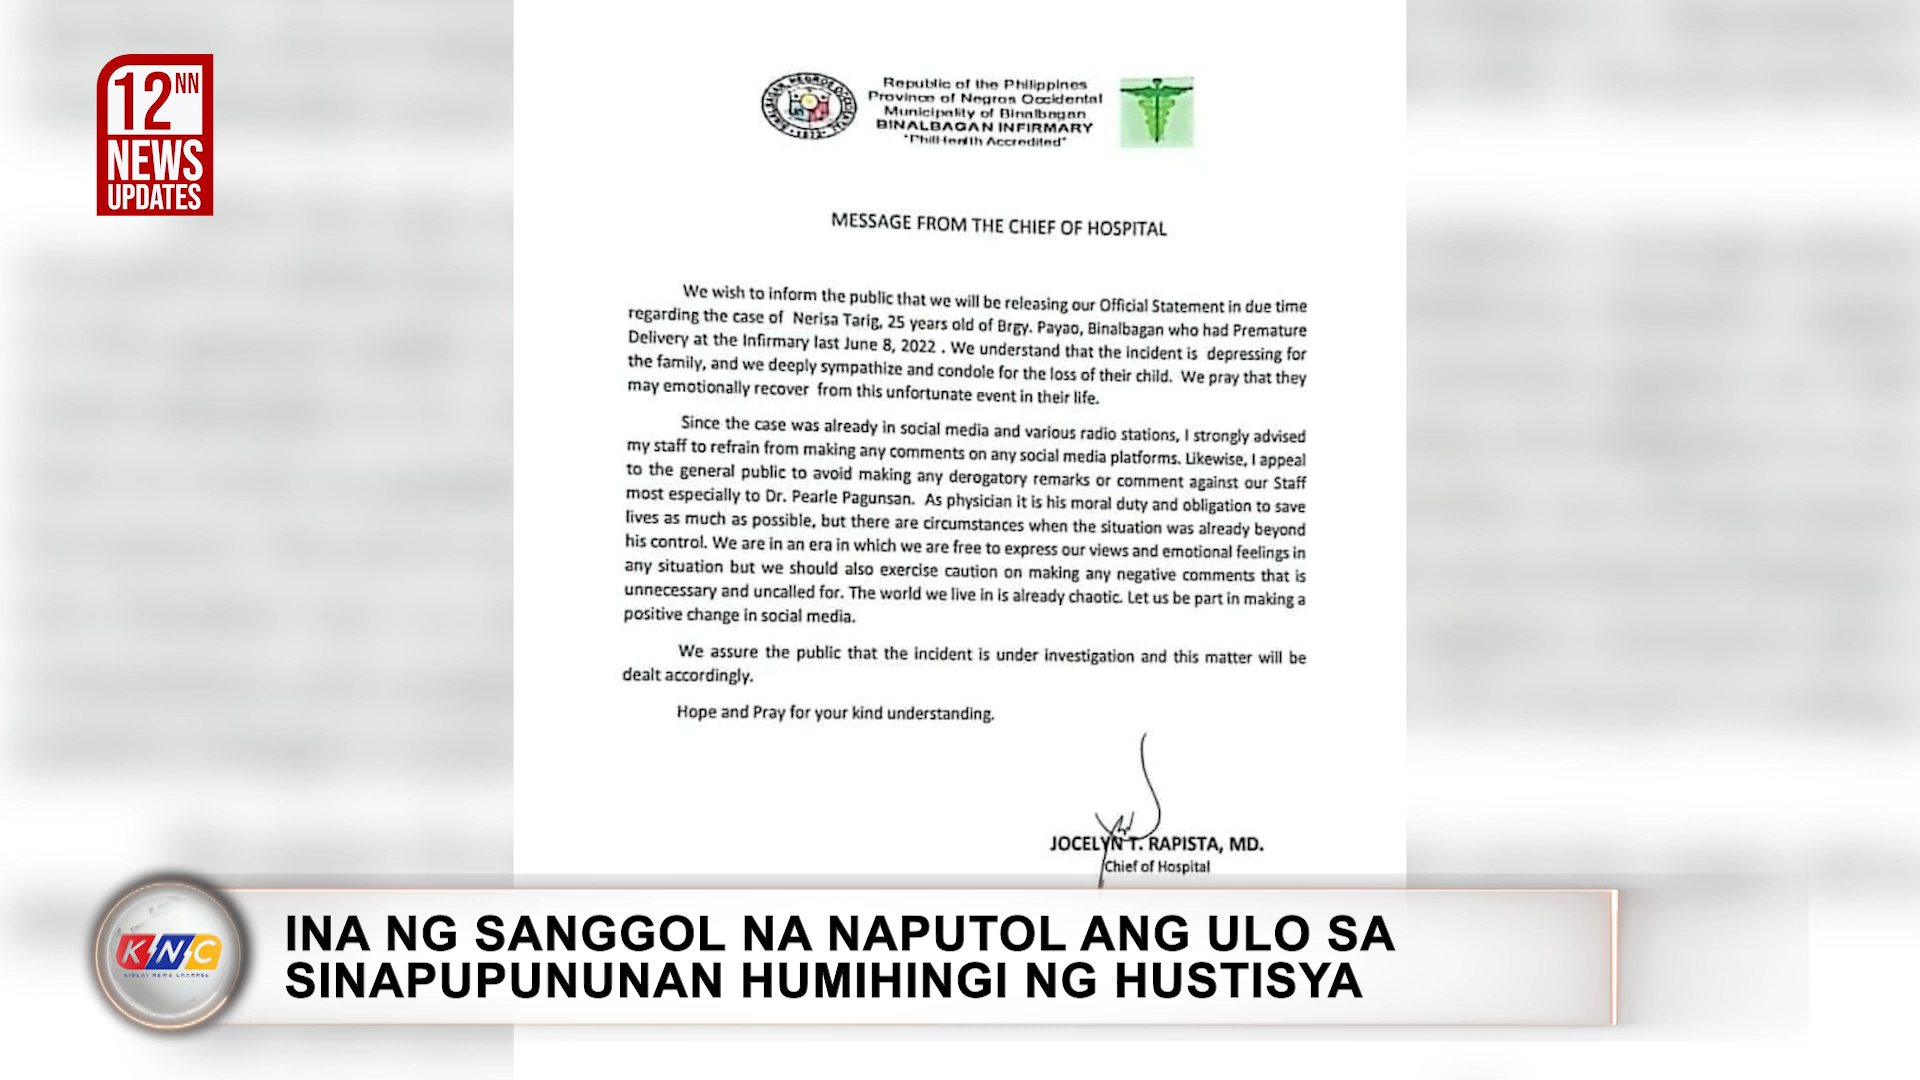 12NN
NEWS
UPDATES
Republic of the Philippines
Province of Negros Occidental
Municipality of Binalbagan
BINALBAGAN INFIRMARY
"PhilHealth Accredited"
MESSAGE FROM THE CHIEF OF HOSPITAL
We wish to inform the public that we will be releasing our Official Statement in due time
regarding the case of Nerisa Tarig, 25 years old of Brgy. Payao, Binalbagan who had Premature
Delivery at the Infirmary last June 8, 2022 . We understand that the incident is depressing for
the family, and we deeply sympathize and condole for the loss of their child. We pray that they
may emotionally recover from this unfortunate event in their life.
Since the case was already in social media and various radio stations, I strongly advised
my staff to refrain from making any comments on any social media platforms. Likewise, I appeal
to the general public to avoid making any derogatory remarks or comment against our Staff
most especially to Dr. Pearle Pagunsan. As physician it is his moral duty and obligation to save
lives as much as possible, but there are circumstances when the situation was already beyond
his control. We are in an era in which we are free to express our views and emotional feelings in
any situation but we should also exercise caution on making any negative comments that is
unnecessary and uncalled for. The world we live in is already chaotic. Let us be part in making a
positive change in social media.
We assure the public that the incident is under investigation and this matter will be
dealt accordingly.
Hope and Pray for your kind understanding.
JOCELYN T. RAPISTA, MD.
Chief of Hospital
KNC
INA NG SANGGOL NA NAPUTOL ANG ULO SA
SINAPUPUNUNAN HUMIHINGI NG HUSTISYA